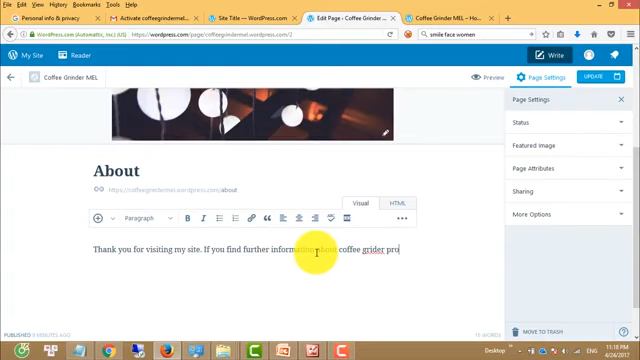 File Edit View History Bookmarks Tools Help
Personal info & privacy
Activate coffeegrindermel...
Site Title — WordPress.com
Edit Page ‹ Coffee Grinder M...
Coffee Grinder MEL – Ho...
WordPress.com (Automattic, Inc.) (US)
https://wordpress.com/page/coffeegrindermel.wordpress.com/2
smile face women
My Site
Reader
Write
Coffee Grinder MEL
Preview
Page Settings
UPDATE
Page Settings
Status
Featured Image
Page Attributes
Sharing
More Options
About
https://coffeegrindermel.wordpress.com/about
Visual
HTML
Paragraph
B I
Thank you for visiting my site. If you find further information about coffee grider pro
PUBLISHED 9 MINUTES AGO
15 WORDS
MOVE TO TRASH
Desktop
11:18 PM
4/24/2017